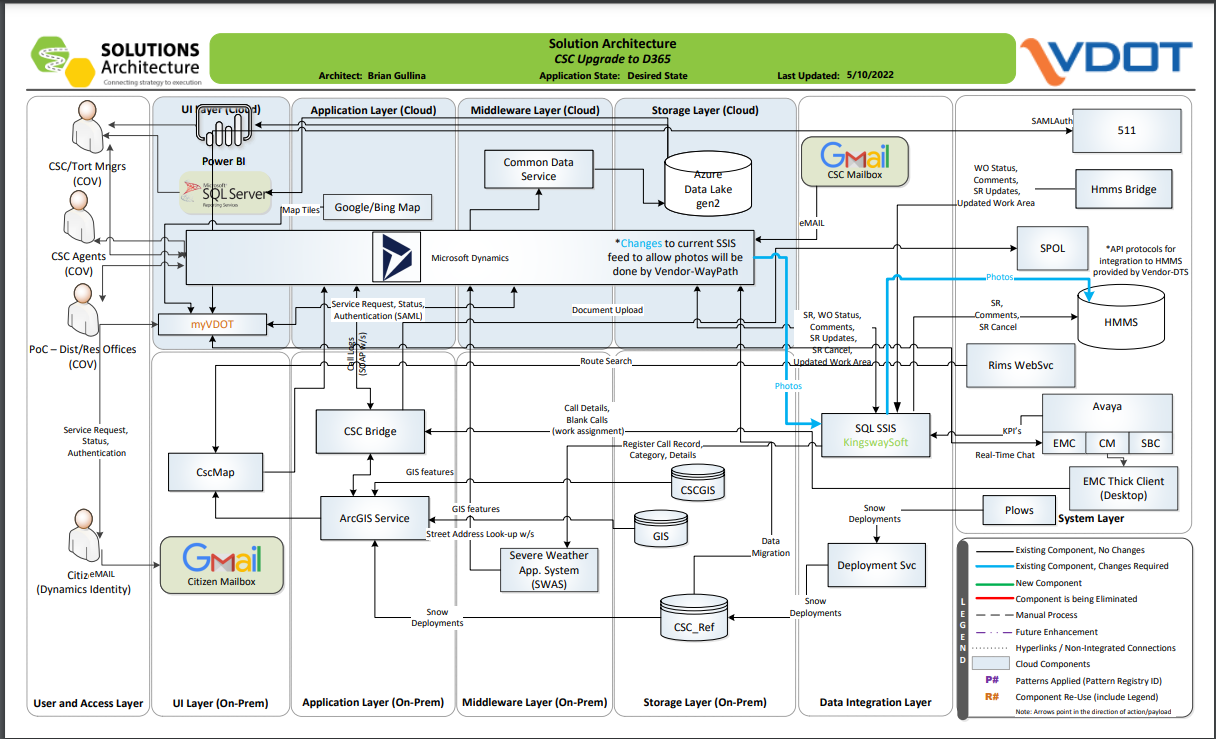 SOLUTIONS
Architecture
Connecting strategy to execution
Solution Architecture
CSC Upgrade to D365
Architect: Brian Gullina
Application State: Desired State
Last Updated: 5/10/2022
VDOT
UI Layer (Cloud)
Application Layer (Cloud)
Middleware Layer (Cloud)
Storage Layer (Cloud)
CSC/Tort Mngrs
(COV)
CSC Agents
(COV)
PoC – Dist/Res Offices
(COV)
Service Request,
Status,
Authentication
Citiz
eMAIL
(Dynamics Identity)
Power BI
Microsoft
SQL Server
Reporting Services
Map Tiles
Google/Bing Map
Common Data
Service
Azure
Data Lake
gen2
Microsoft Dynamics
*Changes to current SSIS
feed to allow photos will be
done by Vendor-WayPath
myVDOT
Service Request, Status,
Authentication (SAML)
Document Upload
Call Logs
(SOAP w/s)
Route Search
Gmail
CSC Mailbox
eMAIL
SAMLAuth
511
WO Status,
Comments,
SR Updates,
Updated Work Area
Hmms Bridge
SPOL
*API protocols for
integration to HMMS
provided by Vendor-DTS
Photos
HMMS
SR,
Comments,
SR Cancel
SR, WO Status,
Comments,
SR Updates,
SR Cancel,
Updated Work Area
Photos
Rims WebSvc
SQL SSIS
KingswaySoft
Avaya
EMC
CM
SBC
KPI's
Real-Time Chat
EMC Thick Client
(Desktop)
Plows
System Layer
CSC Bridge
Call Details,
Blank Calls
(work assignment)
Register Call Record,
Category, Details
CscMap
GIS features
CSCGIS
ArcGIS Service
GIS features
Street Address Look-up w/s
GIS
Severe Weather
App. System
(SWAS)
Data
Migration
Snow
Deployments
Deployment Svc
Snow
Deployments
CSC_Ref
Snow
Deployments
Gmail
Citizen Mailbox
User and Access Layer
UI Layer (On-Prem)
Application Layer (On-Prem)
Middleware Layer (On-Prem)
Storage Layer (On-Prem)
Data Integration Layer
LEGEND
Existing Component, No Changes
Existing Component, Changes Required
New Component
Component is being Eliminated
Manual Process
Future Enhancement
Hyperlinks / Non-Integrated Connections
Cloud Components
P# Patterns Applied (Pattern Registry ID)
R# Component Re-Use (include Legend)
Note: Arrows point in the direction of action/payload